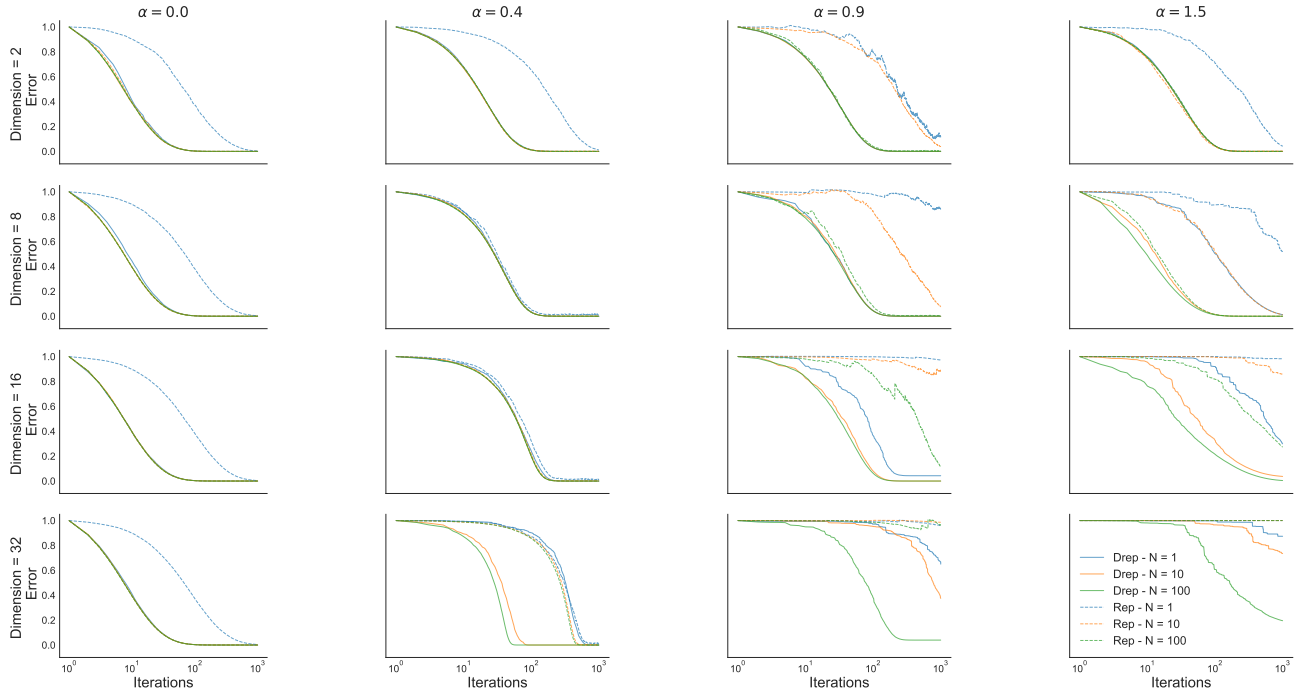 α = 0.0
α = 0.4
α = 0.9
α = 1.5
Dimension = 2
Error
1.0
0.8
0.6
0.4
0.2
0.0
Dimension = 8
Error
1.0
0.8
0.6
0.4
0.2
0.0
Dimension = 16
Error
1.0
0.8
0.6
0.4
0.2
0.0
Dimension = 32
Error
1.0
0.8
0.6
0.4
0.2
0.0
Drep - N = 1
Drep - N = 10
Drep - N = 100
Rep - N = 1
Rep - N = 10
Rep - N = 100
10⁰ 10¹ 10² 10³
10⁰ 10¹ 10² 10³
10⁰ 10¹ 10² 10³
10⁰ 10¹ 10² 10³
Iterations
Iterations
Iterations
Iterations